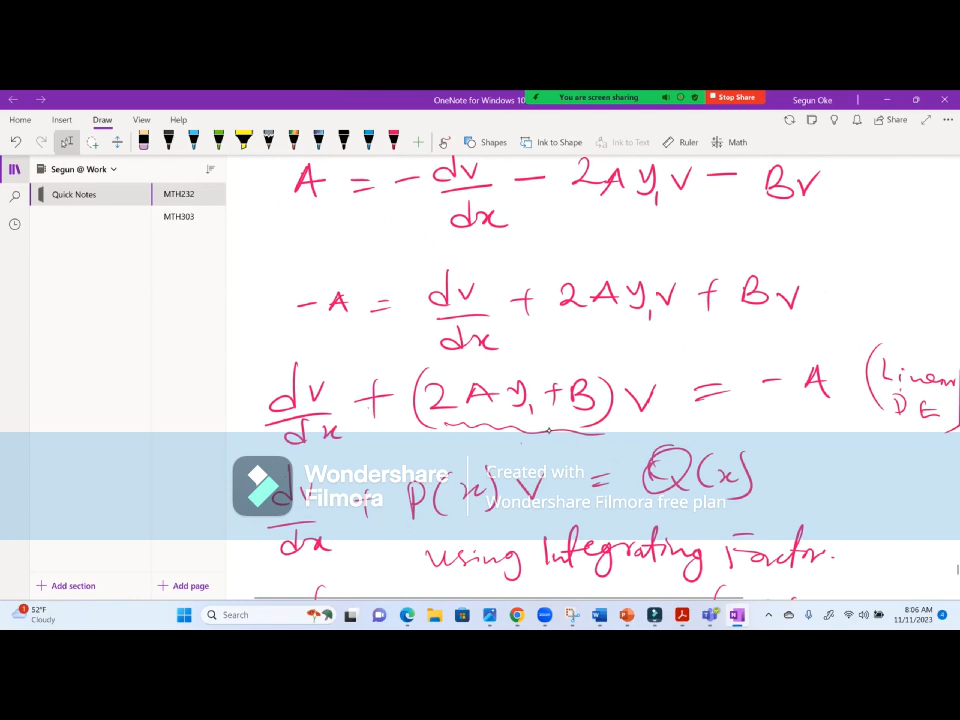 OneNote for Windows 10
You are screen sharing
Stop Share
Segun Oke
Home Insert Draw View Help
Share
Shapes
Ink to Shape
Ink to Text
Ruler
Math
Segun @ Work
Quick Notes
MTH232
MTH303
A = - dv/dx - 2Ay₁v - Bv
-A = dv/dx + 2Ay₁v + Bv
dv/dx + (2Ay₁ + B)v = -A (Linear
DE
dv/dx + P(x)v = Q(x)
Wondershare
Filmora
Created with
Wondershare Filmora free plan
using Integrating Factor.
+ Add section
+ Add page
52°F
Cloudy
Search
8:06 AM
11/11/2023